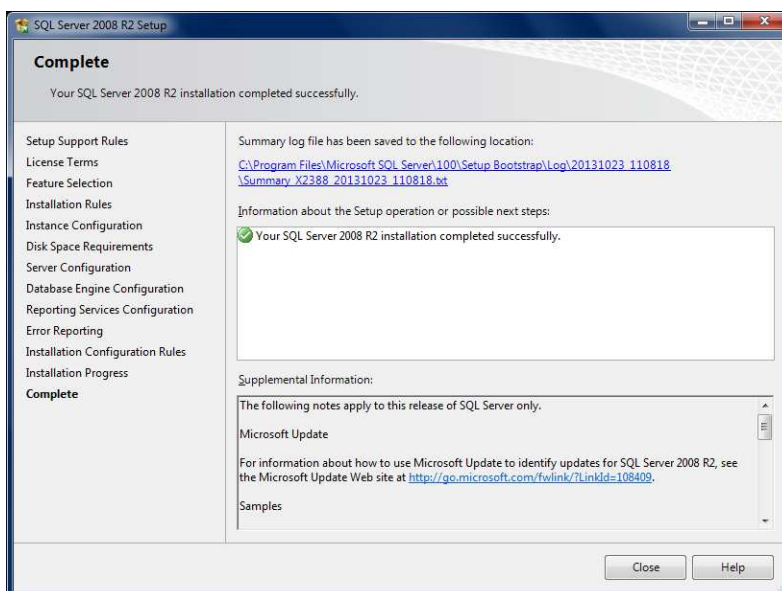 SQL Server 2008 R2 Setup
Complete
Your SQL Server 2008 R2 installation completed successfully.
Setup Support Rules
License Terms
Feature Selection
Installation Rules
Instance Configuration
Disk Space Requirements
Server Configuration
Database Engine Configuration
Reporting Services Configuration
Error Reporting
Installation Configuration Rules
Installation Progress
Complete
Summary log file has been saved to the following location:
C:\Program Files\Microsoft SQL Server\100\Setup Bootstrap\Log\20131023_110818
\Summary_X2388_20131023_110818.txt
Information about the Setup operation or possible next steps:
Your SQL Server 2008 R2 installation completed successfully.
Supplemental Information:
The following notes apply to this release of SQL Server only.
Microsoft Update
For information about how to use Microsoft Update to identify updates for SQL Server 2008 R2, see
the Microsoft Update Web site at http://go.microsoft.com/fwlink/?LinkId=108409.
Samples
Close
Help